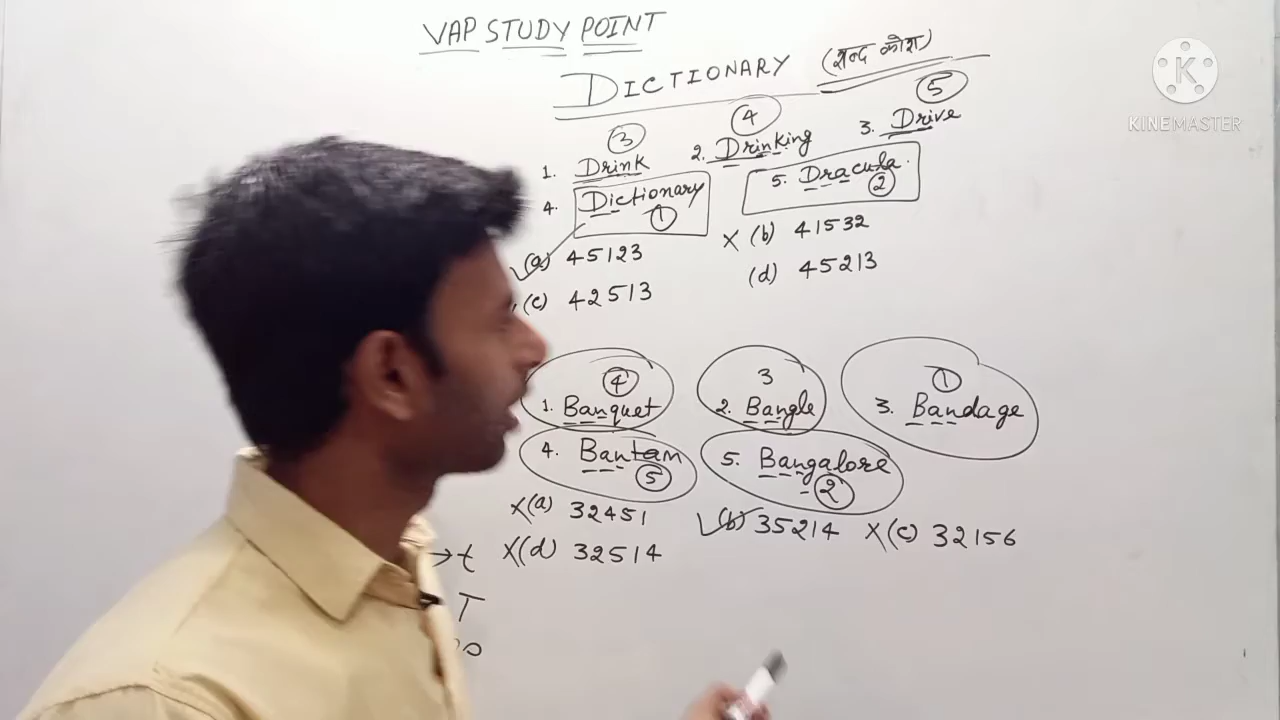 VAP STUDY POINT
DICTIONARY (शब्द कोश)
③ ④ ⑤
1. Drink 2. Drinking 3. Drive
4. Dictionary ① 5. Dracula ②
(a) 45123 X (b) 41532
(c) 42513 (d) 45213
④ 3 ①
1. Banquet 2. Bangle 3. Bandage
4. Bantam ⑤ 5. Bangalore ②
X (a) 32451 (b) 35214 X (c) 32156
X (d) 32514
→ t
T
KINEMASTER